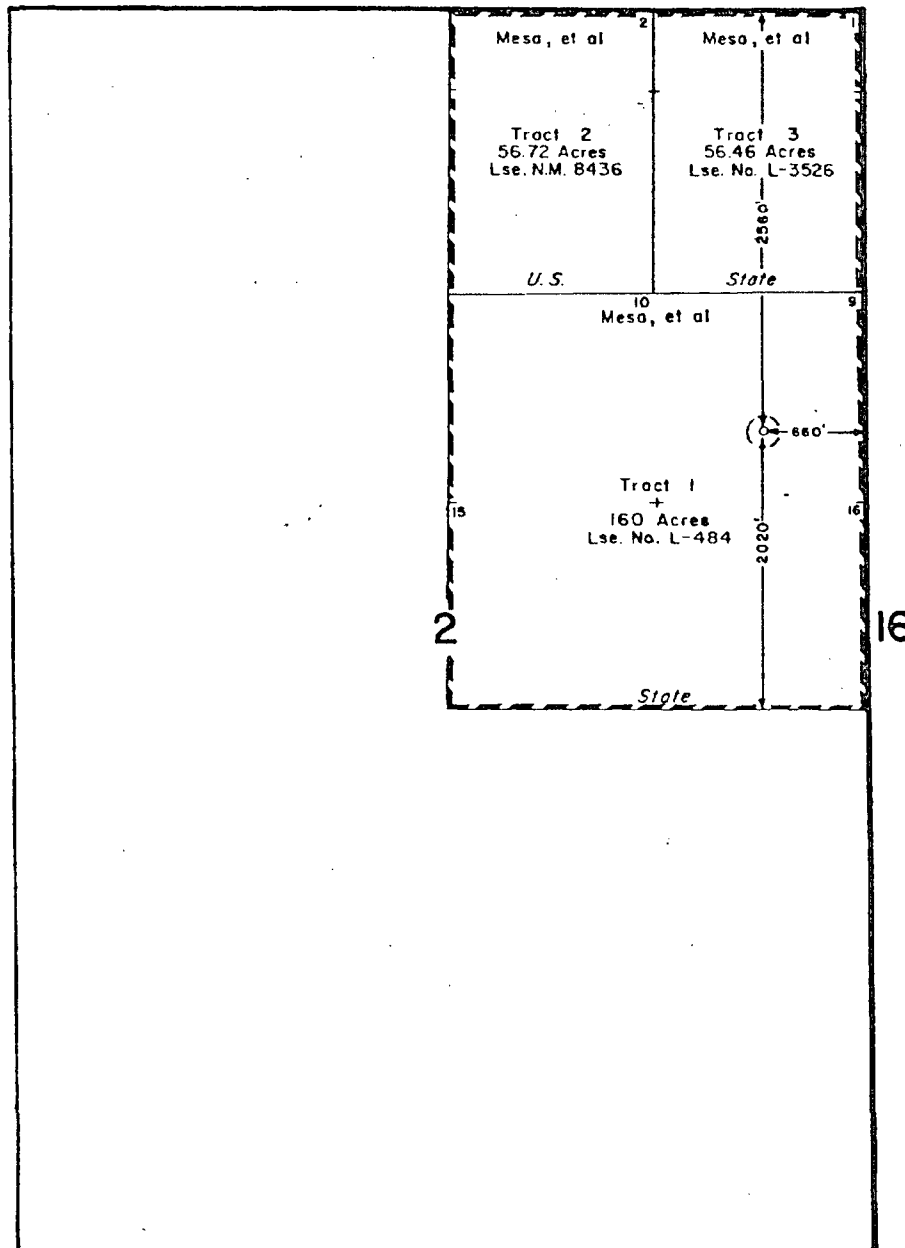 2
1
Mesa, et al
Mesa, et al
Tract 2
56.72 Acres
Lse. N.M. 8436
Tract 3
56.46 Acres
Lse. No. L-3526
2560'
U.S.
State
10
9
Mesa, et al
660'
Tract 1
15
16
160 Acres
Lse. No. L-484
2020'
2
16
State